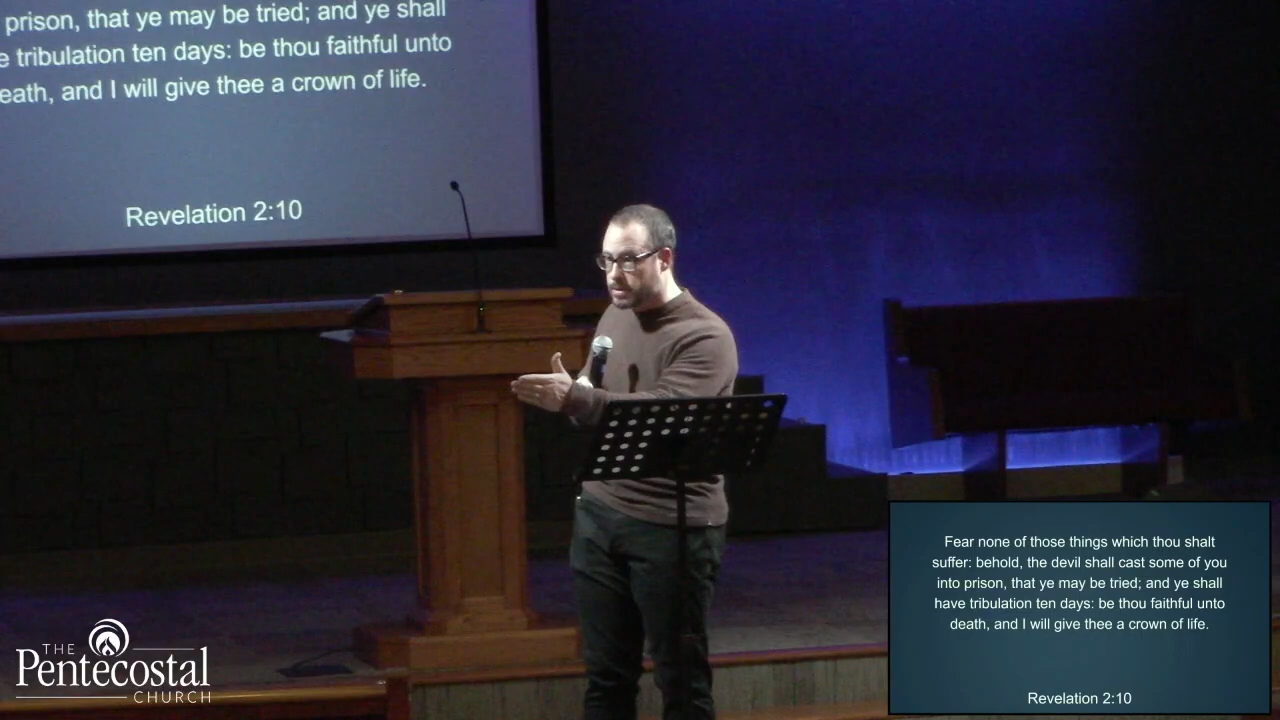 prison, that ye may be tried; and ye shall
tribulation ten days: be thou faithful unto
eath, and I will give thee a crown of life.
Revelation 2:10
Fear none of those things which thou shalt
suffer: behold, the devil shall cast some of you
into prison, that ye may be tried; and ye shall
have tribulation ten days: be thou faithful unto
death, and I will give thee a crown of life.
Revelation 2:10
THE
Pentecostal
CHURCH